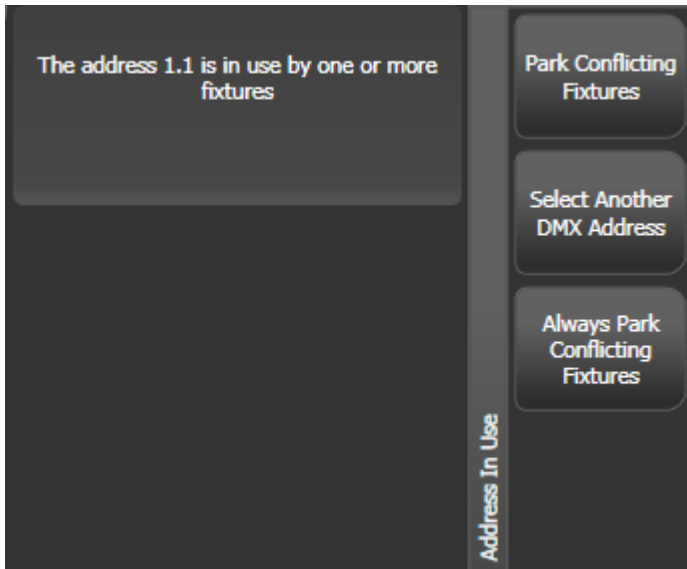 The address 1.1 is in use by one or more
fixtures
Park Conflicting
Fixtures
Select Another
DMX Address
Always Park
Conflicting
Fixtures
Address In Use